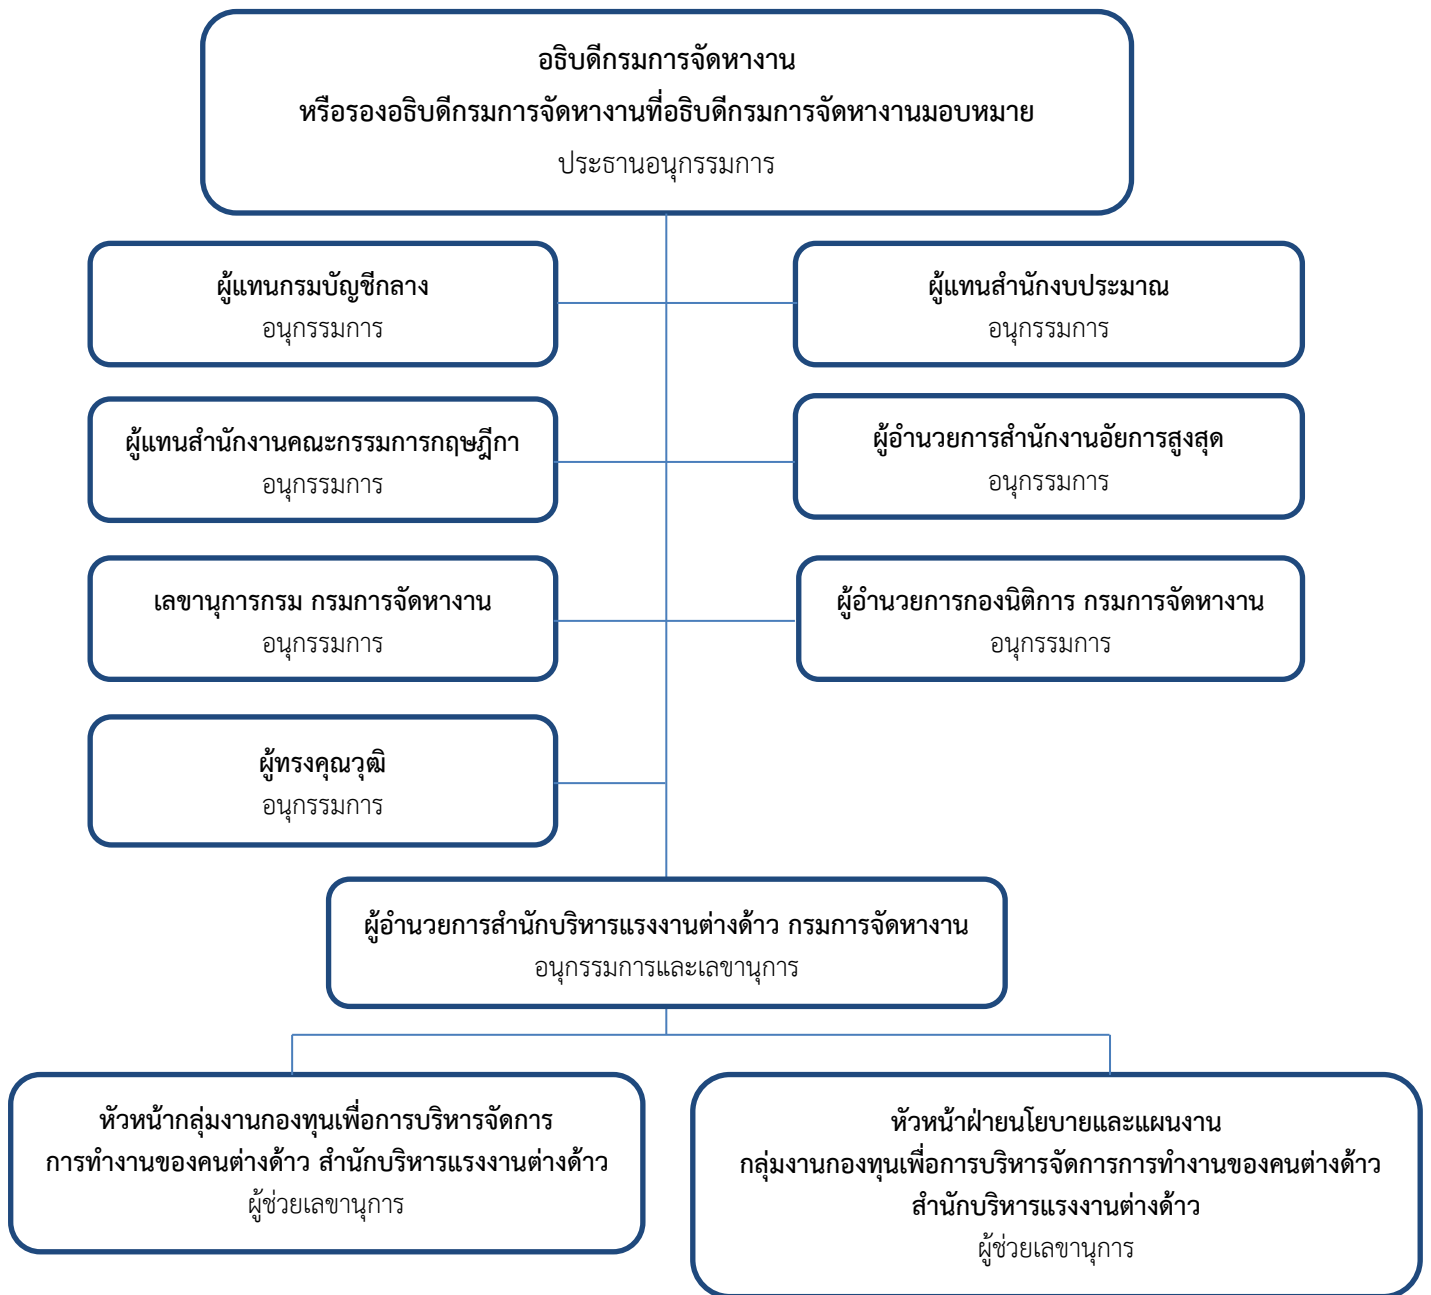 อธิบดีกรมการจัดหางาน
หรือรองอธิบดีกรมการจัดหางานที่อธิบดีกรมการจัดหางานมอบหมาย
ประธานอนุกรรมการ
ผู้แทนกรมบัญชีกลาง
อนุกรรมการ
ผู้แทนสำนักงบประมาณ
อนุกรรมการ
ผู้แทนสำนักงานคณะกรรมการกฤษฎีกา
อนุกรรมการ
ผู้อำนวยการสำนักงานอัยการสูงสุด
อนุกรรมการ
เลขานุการกรม กรมการจัดหางาน
อนุกรรมการ
ผู้อำนวยการกองนิติการ กรมการจัดหางาน
อนุกรรมการ
ผู้ทรงคุณวุฒิ
อนุกรรมการ
ผู้อำนวยการสำนักบริหารแรงงานต่างด้าว กรมการจัดหางาน
อนุกรรมการและเลขานุการ
หัวหน้ากลุ่มงานกองทุนเพื่อการบริหารจัดการ
การทำงานของคนต่างด้าว สำนักบริหารแรงงานต่างด้าว
ผู้ช่วยเลขานุการ
หัวหน้าฝ่ายนโยบายและแผนงาน
กลุ่มงานกองทุนเพื่อการบริหารจัดการการทำงานของคนต่างด้าว
สำนักบริหารแรงงานต่างด้าว
ผู้ช่วยเลขานุการ